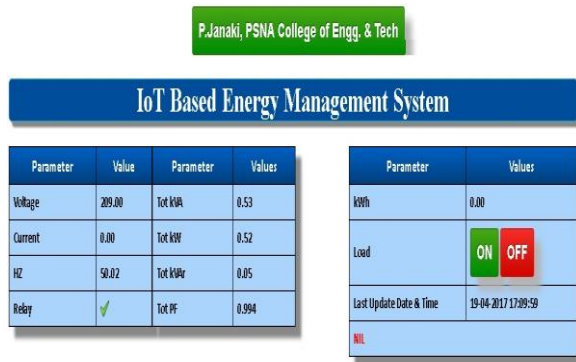 P.Janaki, PSNA College of Engg. & Tech
IoT Based Energy Management System
Parameter Value Parameter Values
Voltage 209.00 Tot kVA 0.53
Current 0.00 Tot kW 0.52
HZ 50.02 Tot kVAr 0.05
Relay Tot PF 0.994
Parameter Values
kWh 0.00
Load ON OFF
Last Update Date & Time 19-04-2017 17:09:59
NIL